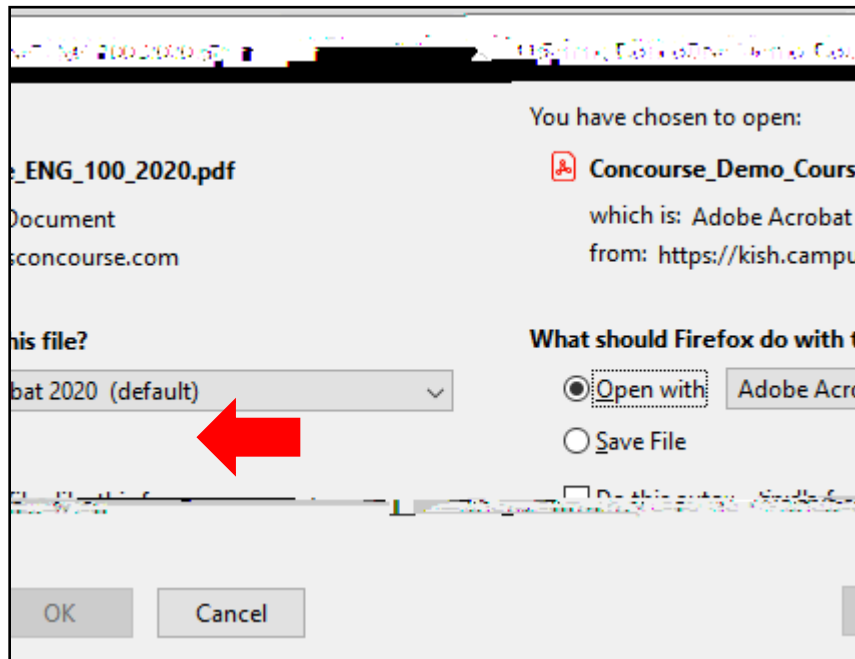 e_ENG_100_2020.pdf
Document
sconcourse.com
his file?
bat 2020 (default)
OK
Cancel
You have chosen to open:
Concourse_Demo_Cours
which is: Adobe Acrobat
from: https://kish.campu
What should Firefox do with t
Open with
Adobe Acro
Save File